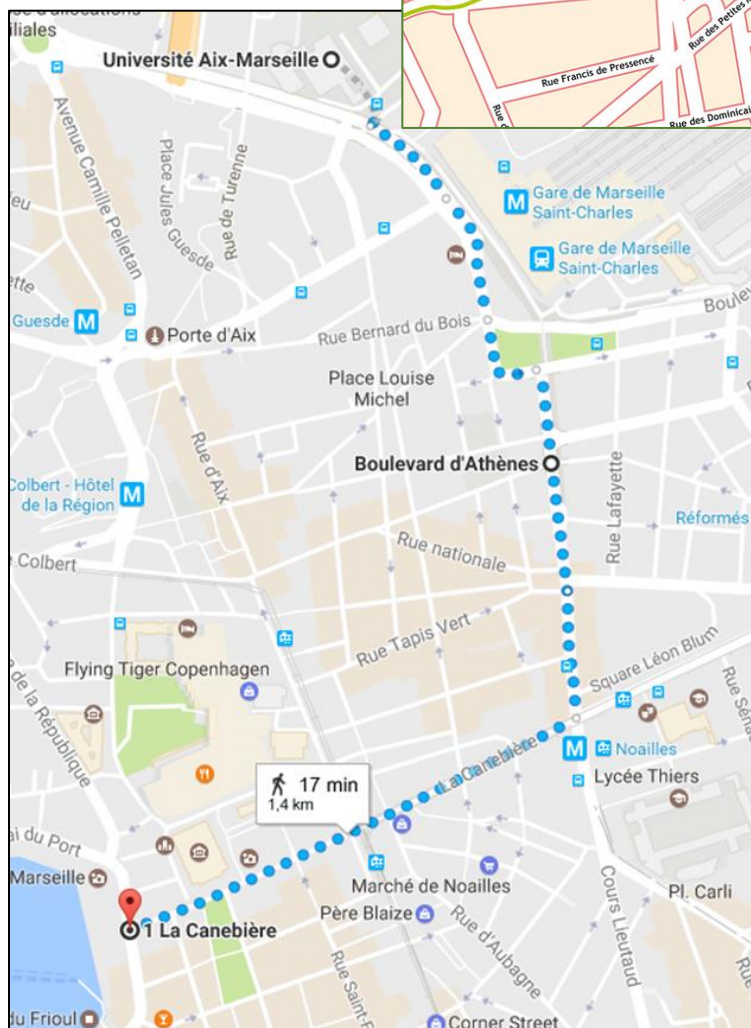 d'allocations
iliales
Université Aix-Marseille
Rue des Petites
Rue Francis de Pressencé
Rue des Dominicai
Avenue Camille Pelletan
Place Jules Guesde
Rue de Turenne
Gare de Marseille
Saint-Charles
Gare de Marseille
Saint-Charles
Guesde
M
M
Porte d'Aix
Rue Bernard du Bois
Boulev
Place Louise
Michel
Rue d'Aix
Boulevard d'Athènes
Colbert - Hôtel
de la Région
M
Rue Lafayette
Réformés
Rue nationale
Colbert
Rue Tapis Vert
Flying Tiger Copenhagen
Square Léon Blum
de la République
La Canebière
M
Noailles
17 min
1,4 km
Lycée Thiers
ai du Port
Marseille
Marché de Noailles
Pl. Carli
Père Blaize
1 La Canebière
Rue d'Aubagne
Cours Lieutaud
Rue Saint-F
du Frioul
Corner Street